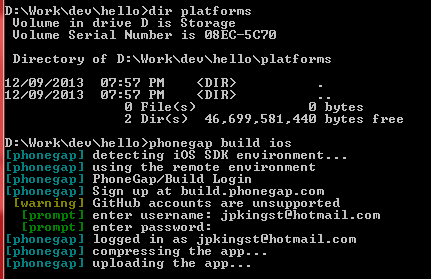 D:\Work\dev\hello>dir platforms
Volume in drive D is Storage
Volume Serial Number is 08EC-5C70
Directory of D:\Work\dev\hello\platforms
12/09/2013  07:57 PM    <DIR>          .
12/09/2013  07:57 PM    <DIR>          ..
0 File(s)              0 bytes
2 Dir(s)  46,699,581,440 bytes free
D:\Work\dev\hello>phonegap build ios
[phonegap] detecting iOS SDK environment...
[phonegap] using the remote environment
[phonegap] PhoneGap/Build Login
[phonegap] Sign up at build.phonegap.com
[warning] GitHub accounts are unsupported
[prompt] enter username: jpkingst@hotmail.com
[prompt] enter password:
[phonegap] logged in as jpkingst@hotmail.com
[phonegap] compressing the app...
[phonegap] uploading the app...